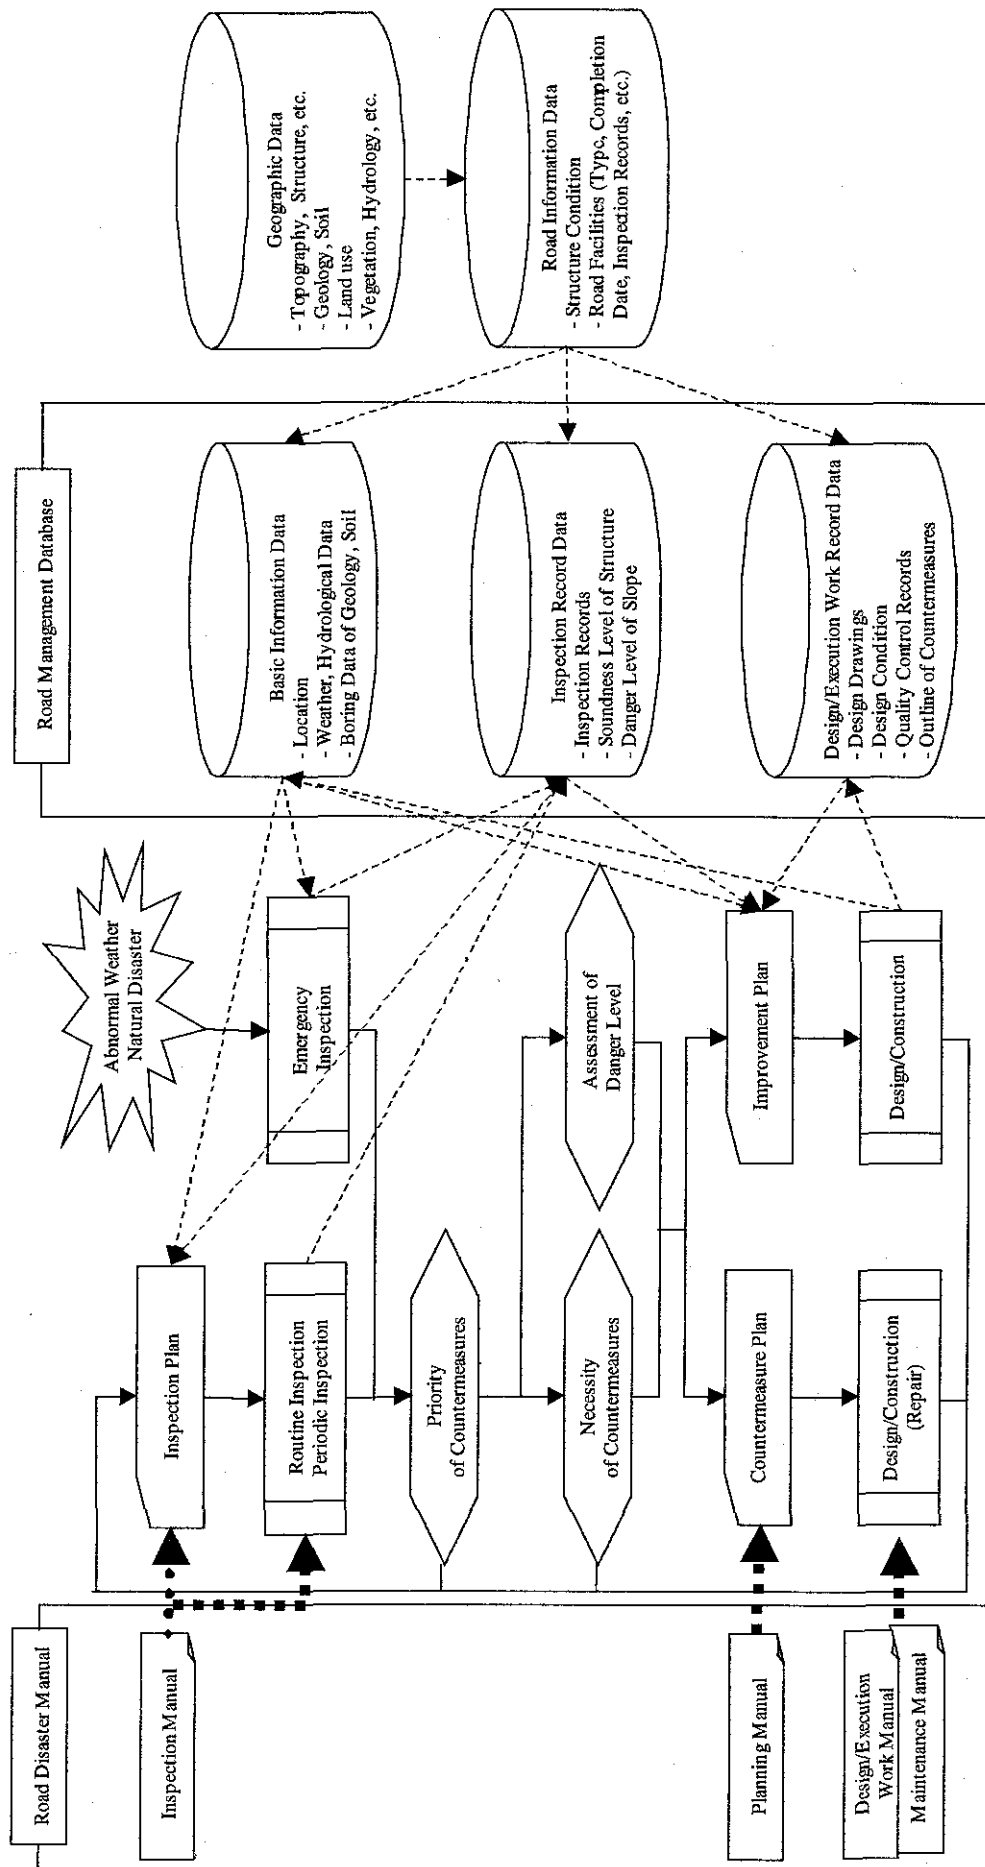 Road Disaster Manual
Inspection Manual
Planning Manual
Design/Execution
Work Manual
Maintenance Manual
Inspection Plan
Routine Inspection
Periodic Inspection
Priority
of Countermeasures
Necessity
of Countermeasures
Countermeasure Plan
Design/Construction
(Repair)
Abnormal Weather
Natural Disaster
Emergency
Inspection
Assessment of
Danger Level
Improvement Plan
Design/Construction
Road Management Database
Basic Information Data
- Location
- Weather, Hydrological Data
- Boring Data of Geology, Soil
Inspection Record Data
- Inspection Records
- Soundness Level of Structure
- Danger Level of Slope
Design/Execution Work Record Data
- Design Drawings
- Design Condition
- Quality Control Records
- Outline of Countermeasures
Geographic Data
- Topography, Structure, etc.
- Geology, Soil
- Land use
- Vegetation, Hydrology, etc.
Road Information Data
- Structure Condition
- Road Facilities (Type, Completion
Date, Inspection Records, etc.)